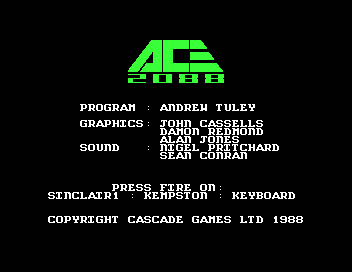 ACE
2088
PROGRAM : ANDREW TULEY
GRAPHICS: JOHN CASSELLS
DAMON REDMOND
ALAN JONES
SOUND : NIGEL PRITCHARD
SEAN CONRAN
PRESS FIRE ON:
SINCLAIR1 : KEMPSTON : KEYBOARD
COPYRIGHT CASCADE GAMES LTD 1988